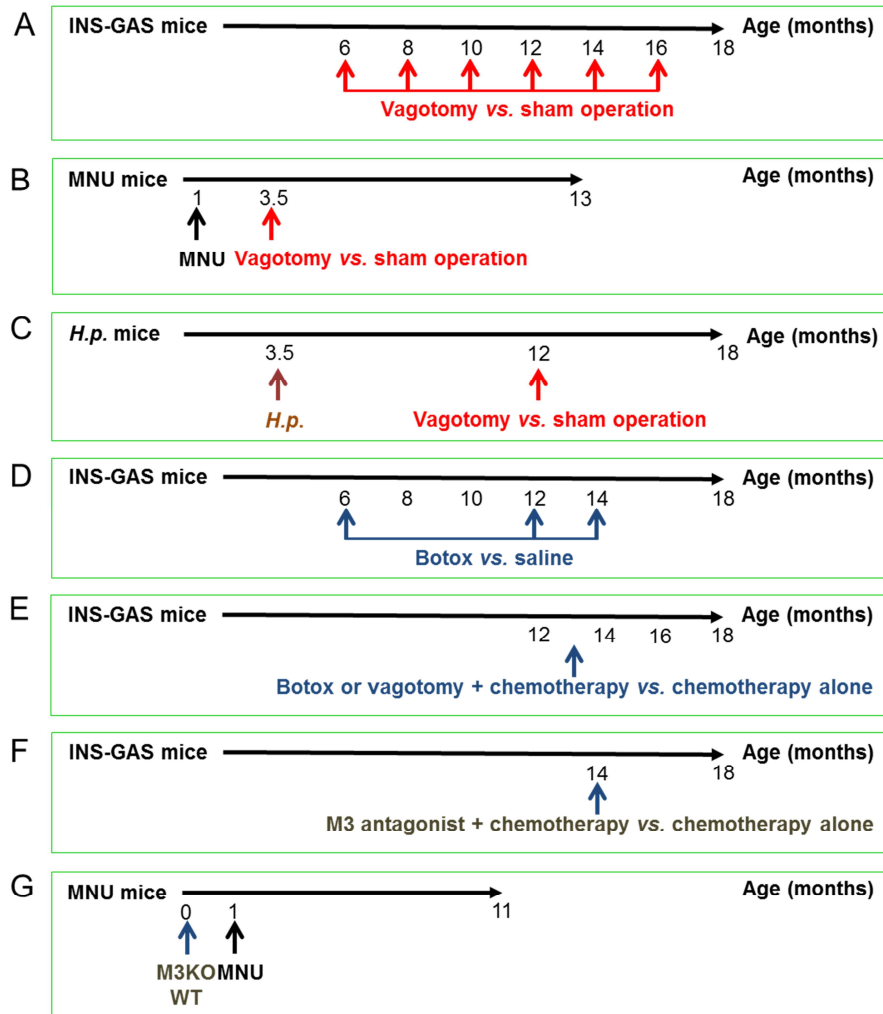 A
INS-GAS mice
Age (months)
6 8 10 12 14 16 18
Vagotomy vs. sham operation
B
MNU mice
Age (months)
1 3.5 13
MNU Vagotomy vs. sham operation
C
H.p. mice
Age (months)
3.5 12 18
H.p. Vagotomy vs. sham operation
D
INS-GAS mice
Age (months)
6 8 10 12 14 18
Botox vs. saline
E
INS-GAS mice
Age (months)
12 14 16 18
Botox or vagotomy + chemotherapy vs. chemotherapy alone
F
INS-GAS mice
Age (months)
14 18
M3 antagonist + chemotherapy vs. chemotherapy alone
G
MNU mice
Age (months)
0 1 11
M3KO MNU
WT